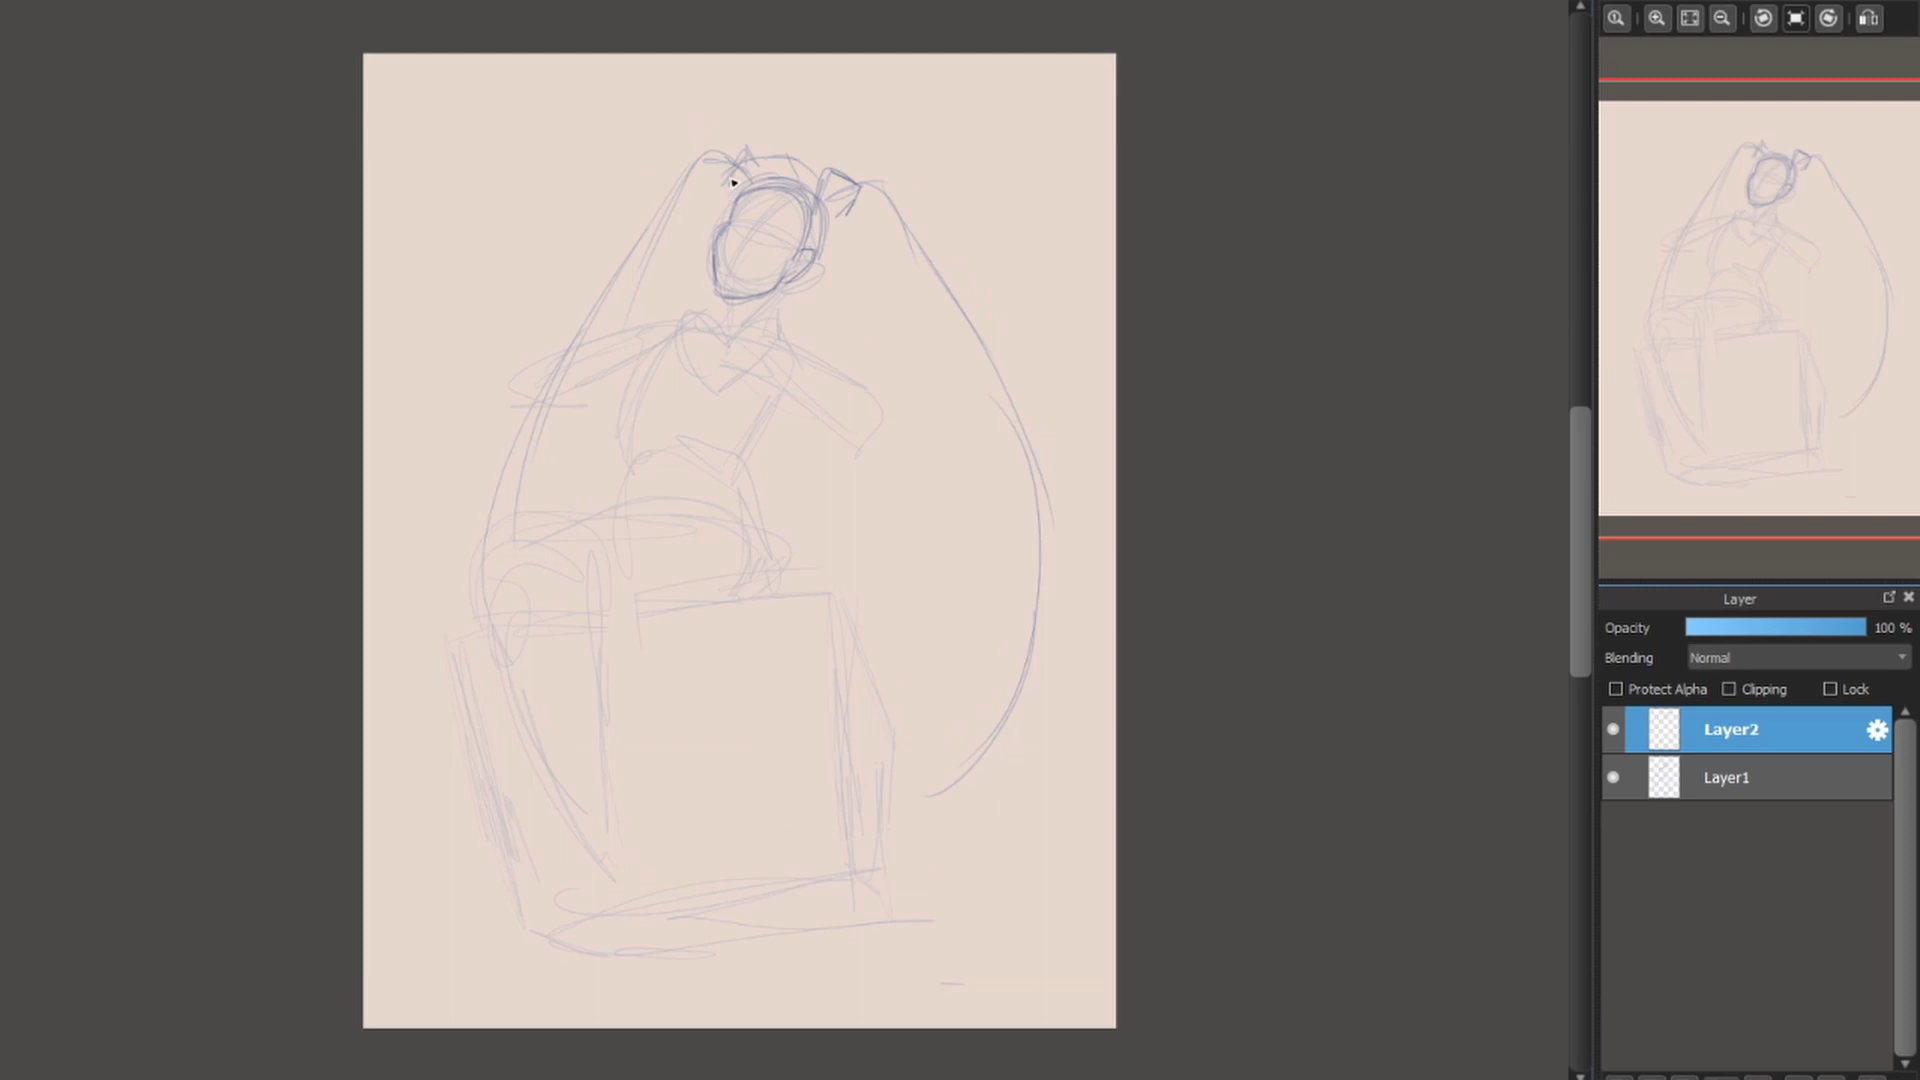 Layer
Opacity 100 %
Blending Normal
Protect Alpha Clipping Lock
Layer2
Layer1